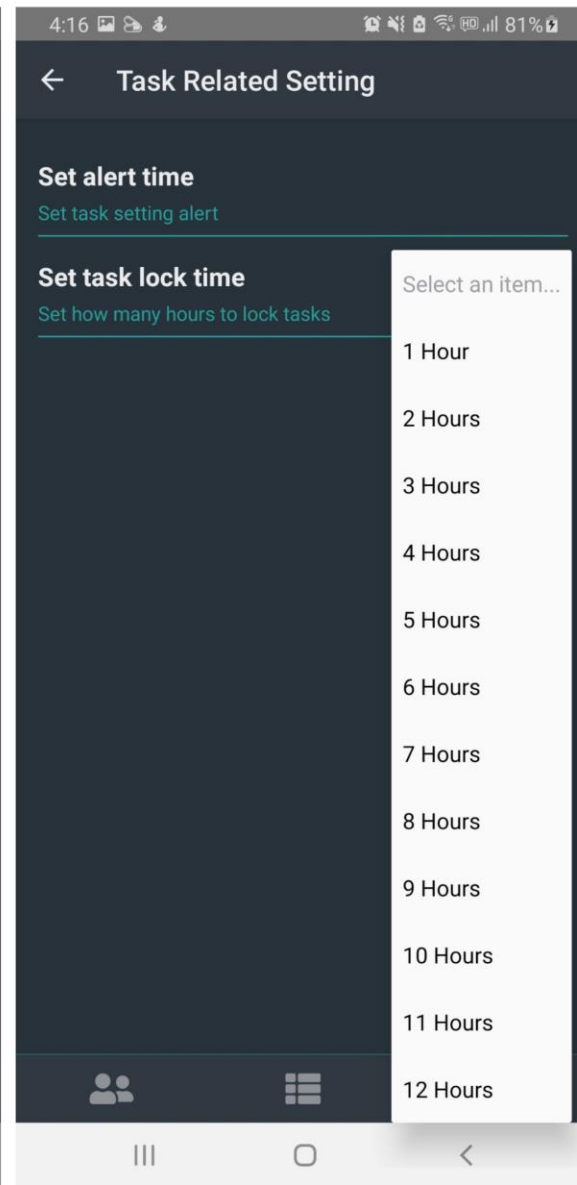 4:16 HD 81%
Task Related Setting
Set alert time
Set task setting alert
Set task lock time
Set how many hours to lock tasks
Select an item...
1 Hour
2 Hours
3 Hours
4 Hours
5 Hours
6 Hours
7 Hours
8 Hours
9 Hours
10 Hours
11 Hours
12 Hours